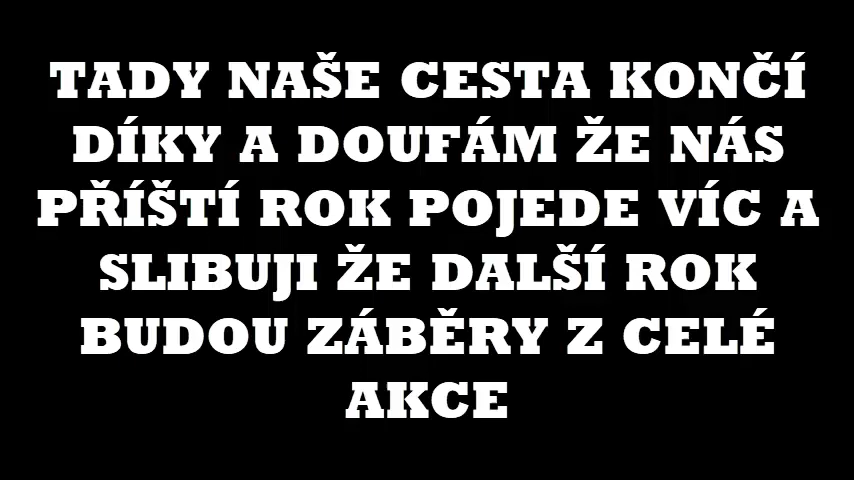 TADY NAŠE CESTA KONČÍ
DÍKY A DOUFÁM ŽE NÁS
PŘÍŠTÍ ROK POJEDE VÍC A
SLIBUJI ŽE DALŠÍ ROK
BUDOU ZÁBĚRY Z CELÉ
AKCE